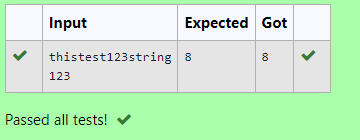 Input Expected Got
thistest123string 8 8
123
Passed all tests!